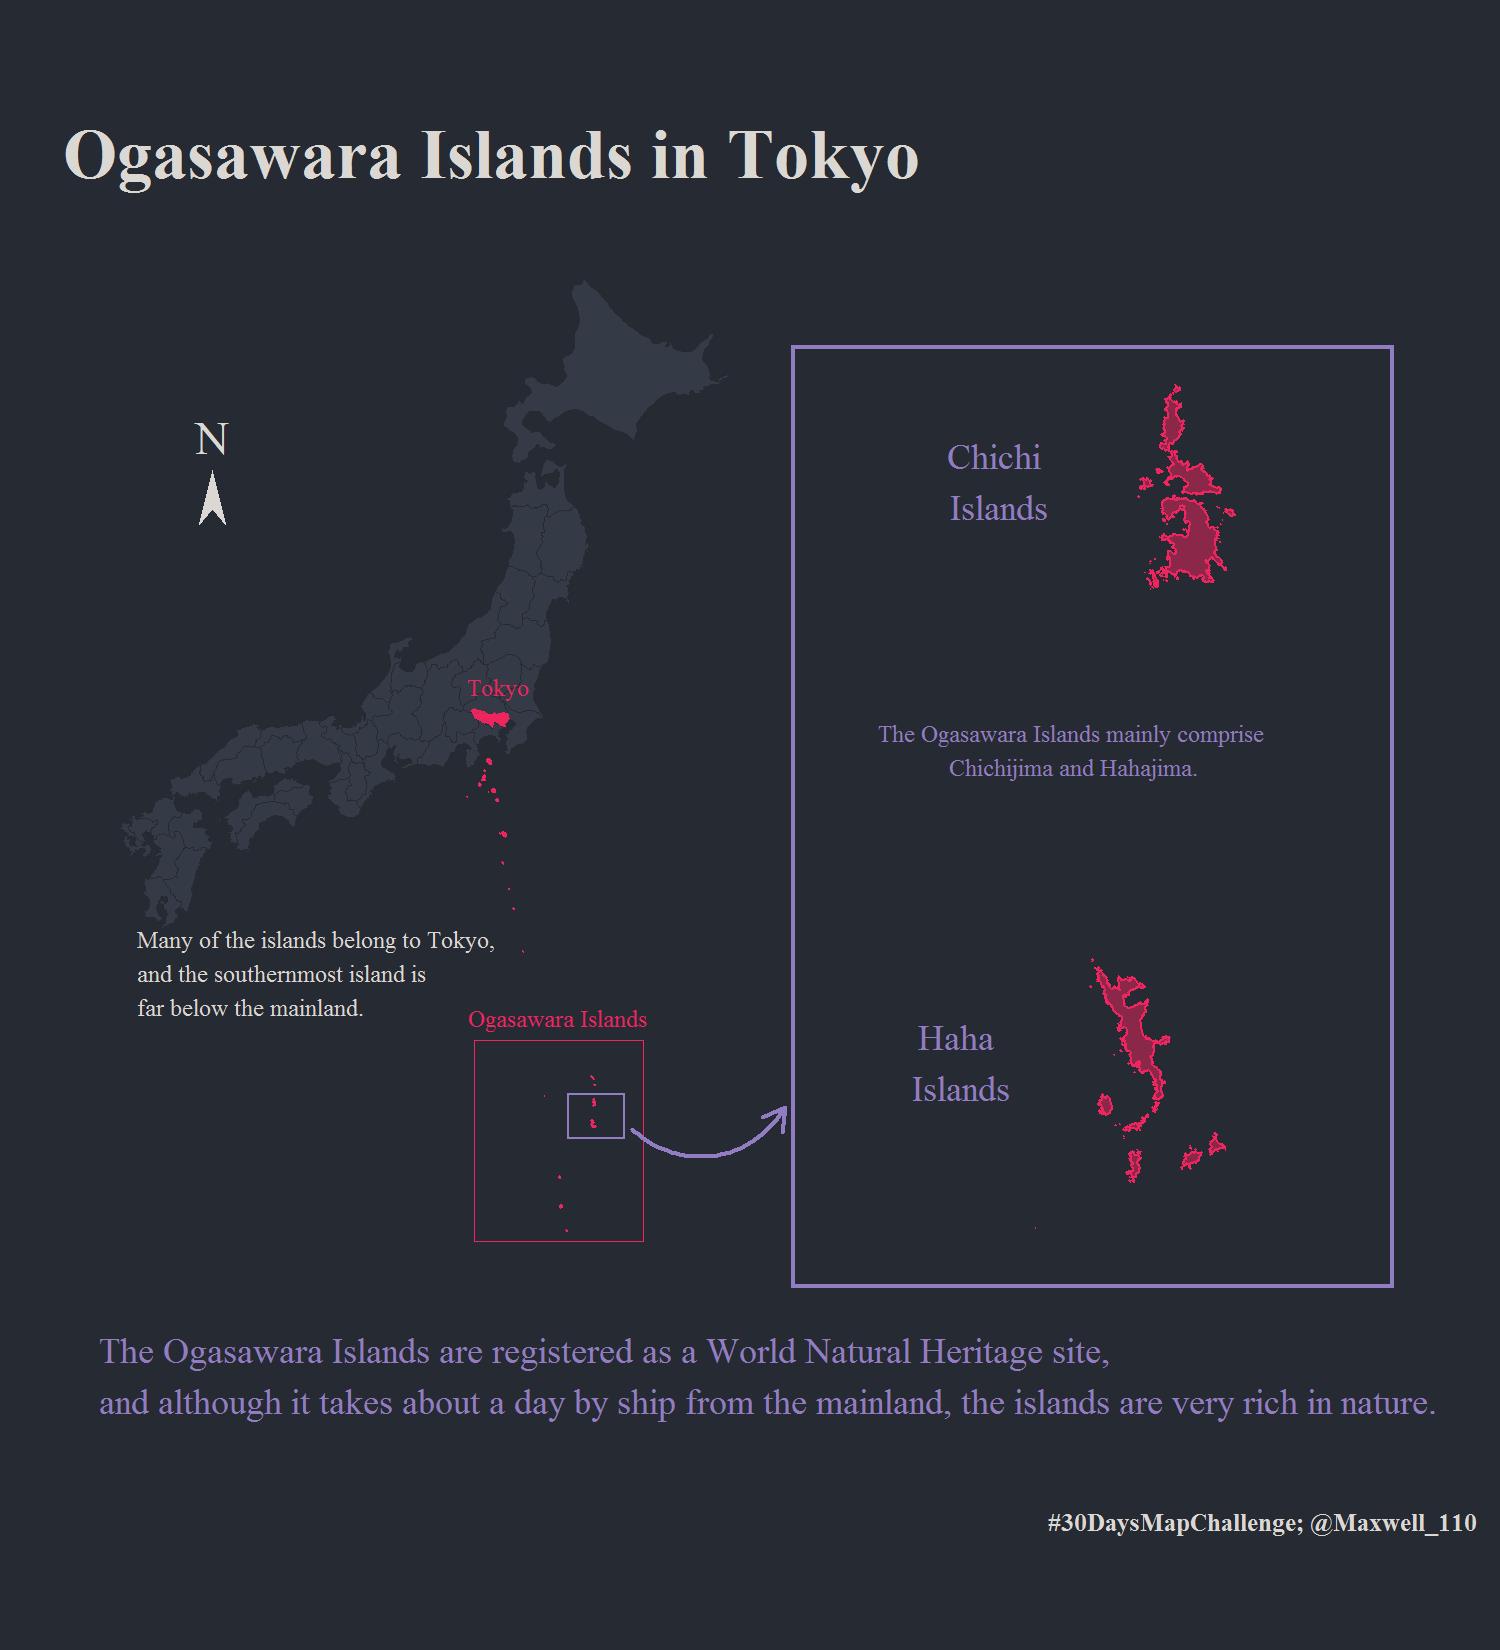 Ogasawara Islands in Tokyo
N
Tokyo
Many of the islands belong to Tokyo,
and the southernmost island is
far below the mainland.
Ogasawara Islands
Chichi
Islands
The Ogasawara Islands mainly comprise
Chichijima and Hahajima.
Haha
Islands
The Ogasawara Islands are registered as a World Natural Heritage site,
and although it takes about a day by ship from the mainland, the islands are very rich in nature.
#30DaysMapChallenge; @Maxwell_110